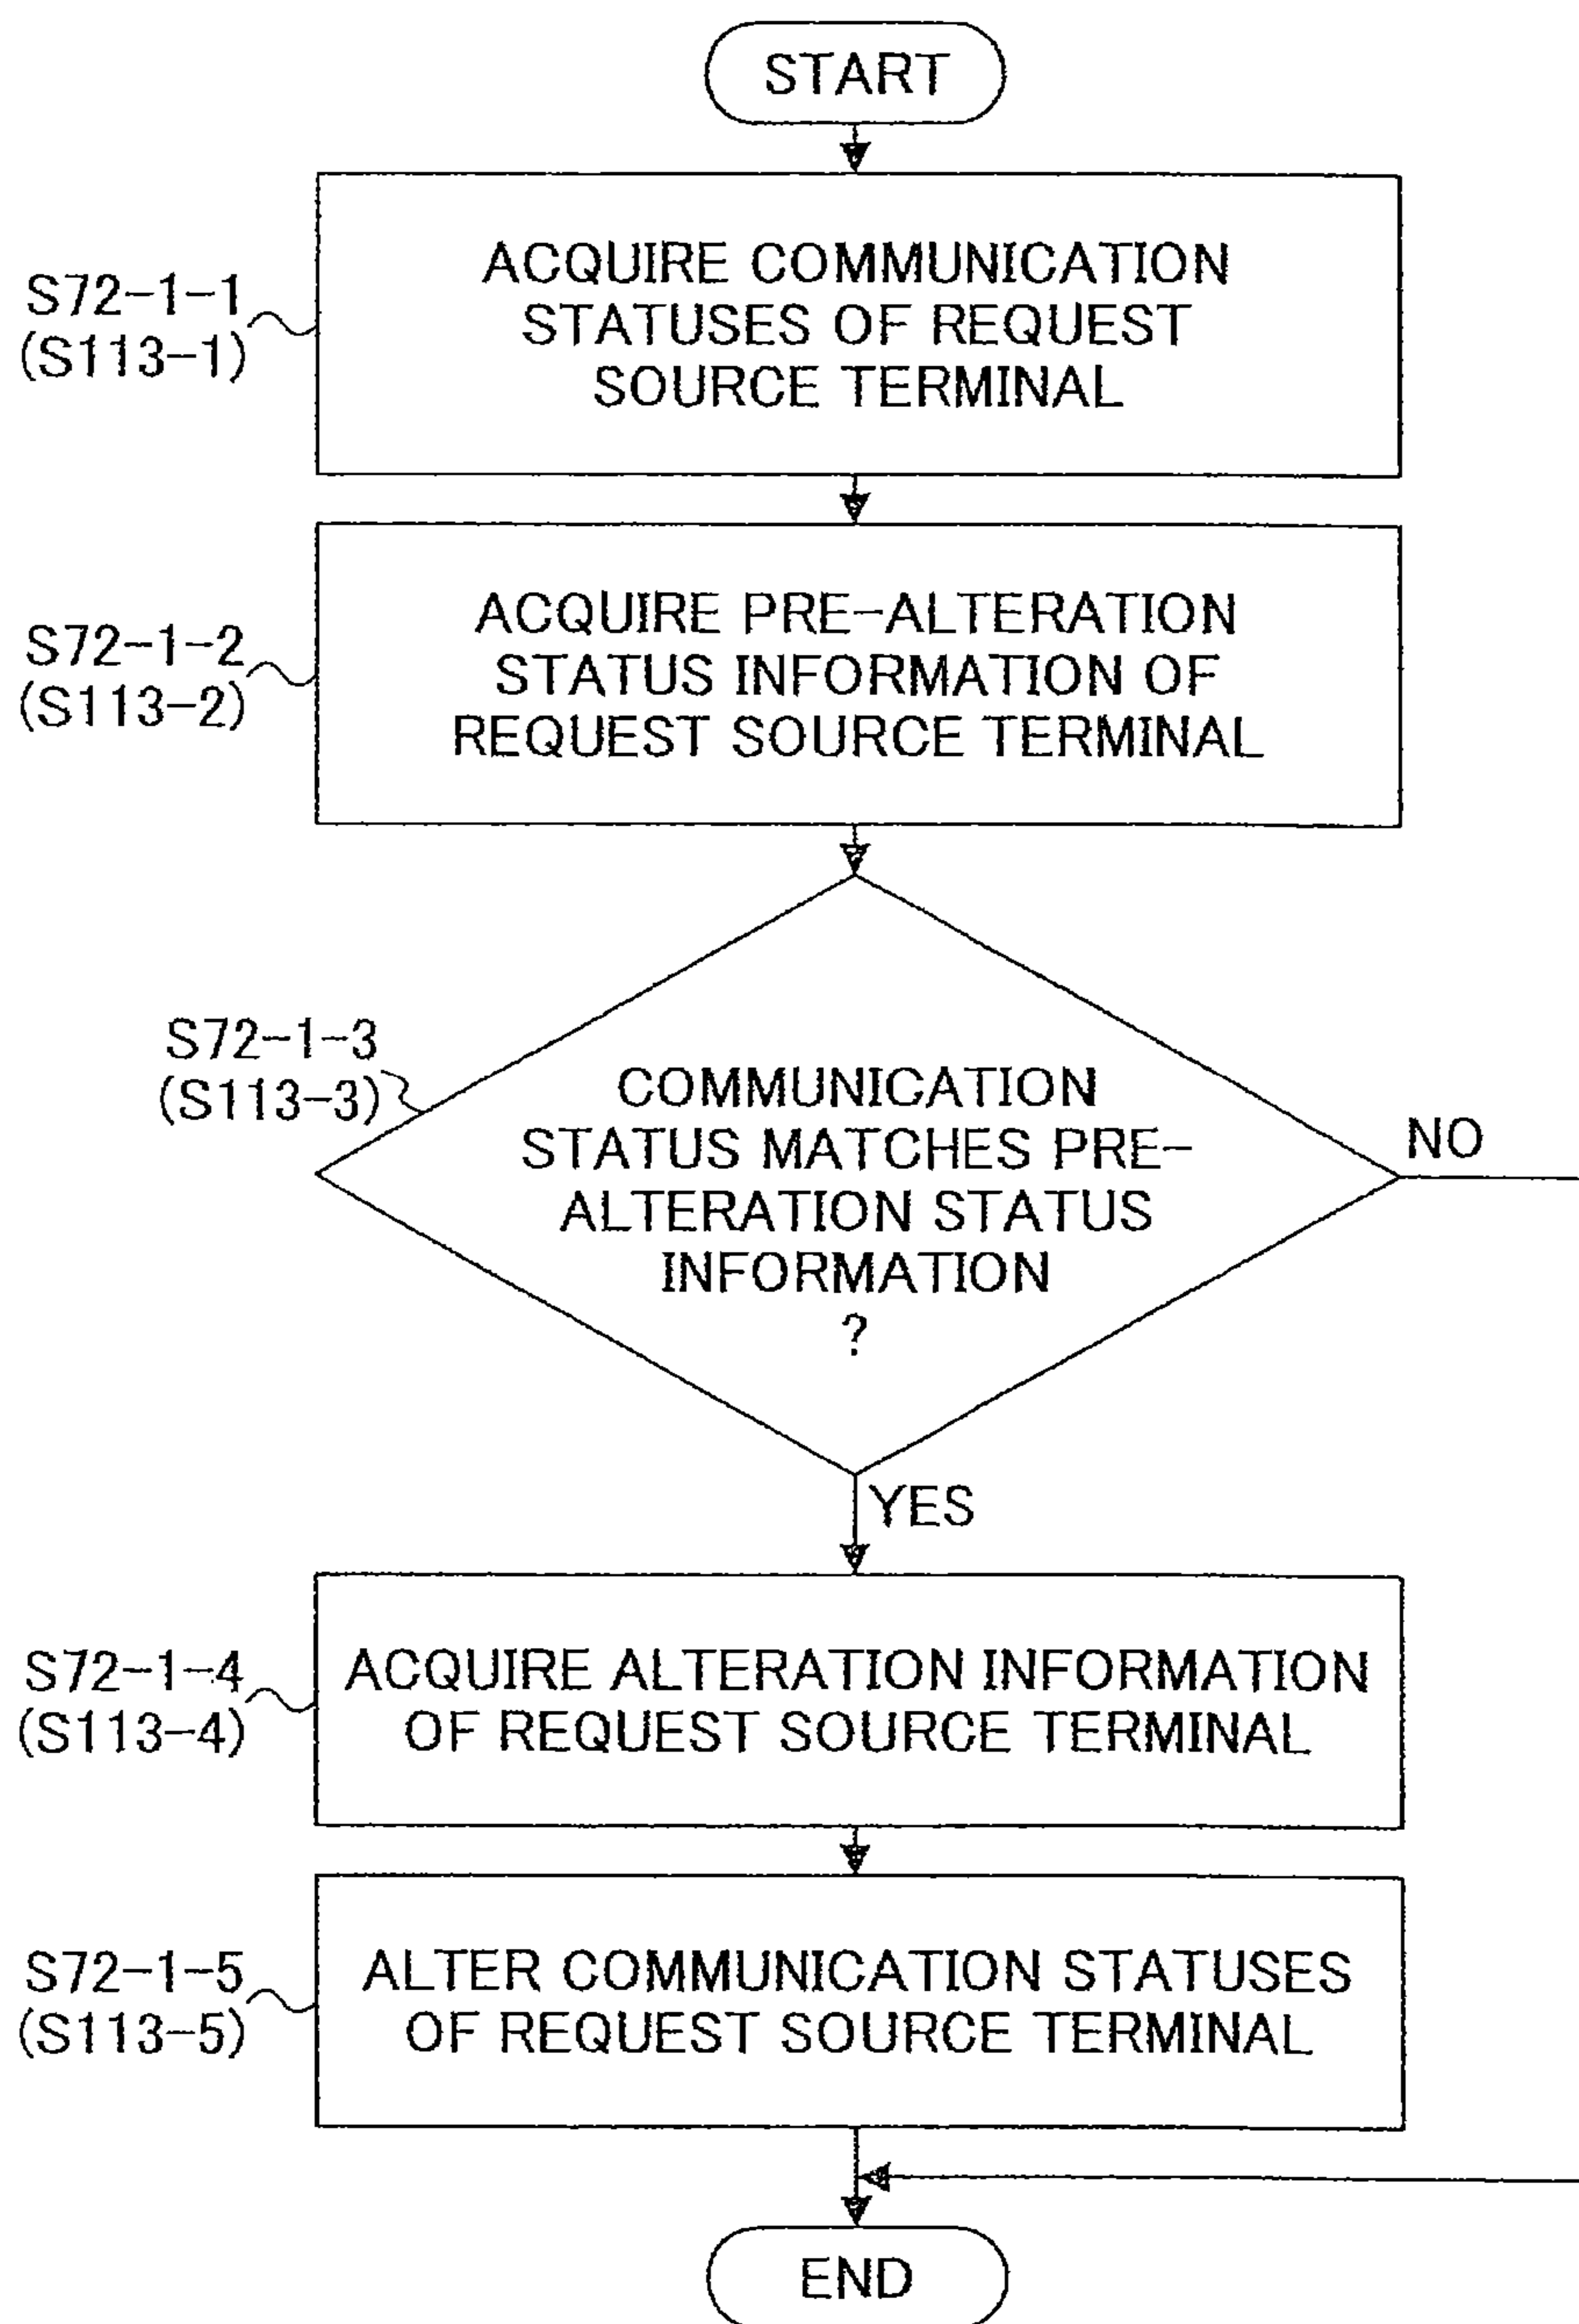 START
S72-1-1
(S113-1)
ACQUIRE COMMUNICATION
STATUSES OF REQUEST
SOURCE TERMINAL
S72-1-2
(S113-2)
ACQUIRE PRE-ALTERATION
STATUS INFORMATION OF
REQUEST SOURCE TERMINAL
S72-1-3
(S113-3)
COMMUNICATION
STATUS MATCHES PRE-
ALTERATION STATUS
INFORMATION
?
NO
YES
S72-1-4
(S113-4)
ACQUIRE ALTERATION INFORMATION
OF REQUEST SOURCE TERMINAL
S72-1-5
(S113-5)
ALTER COMMUNICATION STATUSES
OF REQUEST SOURCE TERMINAL
END